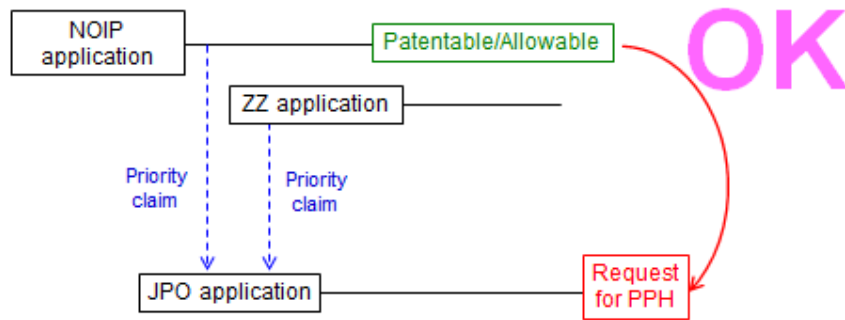 NOIP
application
Patentable/Allowable
OK
ZZ application
Priority
claim
Priority
claim
JPO application
Request
for PPH